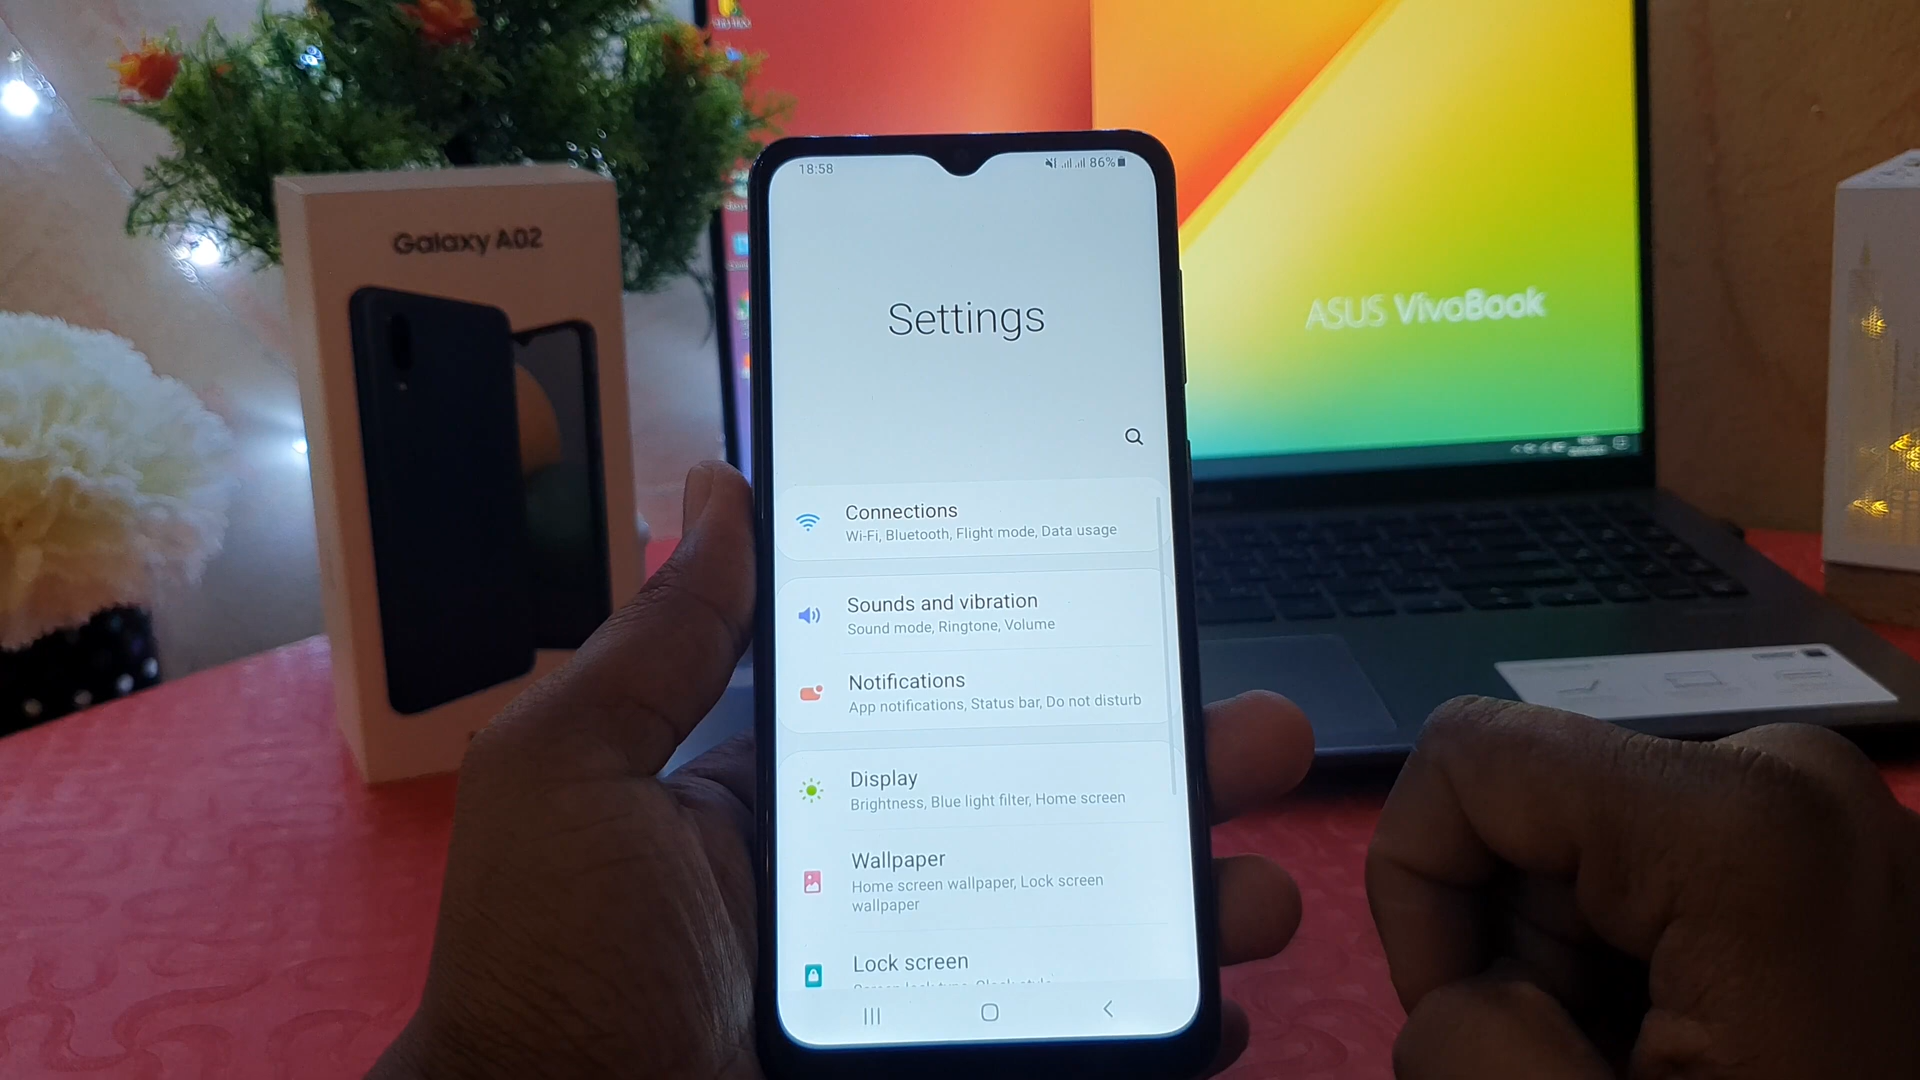 Galaxy A02
18:58
86%
Settings
Connections
Wi-Fi, Bluetooth, Flight mode, Data usage
Sounds and vibration
Sound mode, Ringtone, Volume
Notifications
App notifications, Status bar, Do not disturb
Display
Brightness, Blue light filter, Home screen
Wallpaper
Home screen wallpaper, Lock screen
wallpaper
Lock screen
ASUS VivoBook